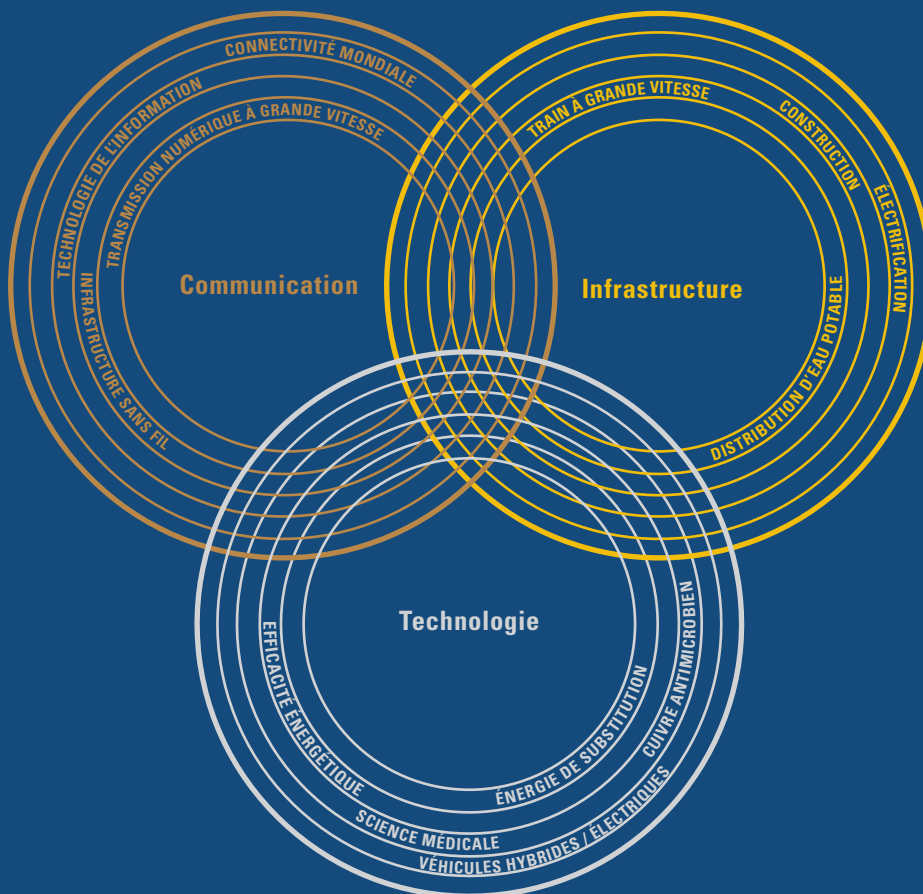 CONNECTIVITÉ MONDIALE
TECHNOLOGIE DE L'INFORMATION
TRANSMISSION NUMÉRIQUE À GRANDE VITESSE
INFRASTRUCTURE SANS FIL
Communication
TRAIN À GRANDE VITESSE
CONSTRUCTION
ÉLECTRIFICATION
DISTRIBUTION D'EAU POTABLE
Infrastructure
Technologie
EFFICACITÉ ÉNERGÉTIQUE
ÉNERGIE DE SUBSTITUTION
CUIVRE ANTIMICROBIEN
SCIENCE MÉDICALE
VÉHICULES HYBRIDES / ÉLECTRIQUES